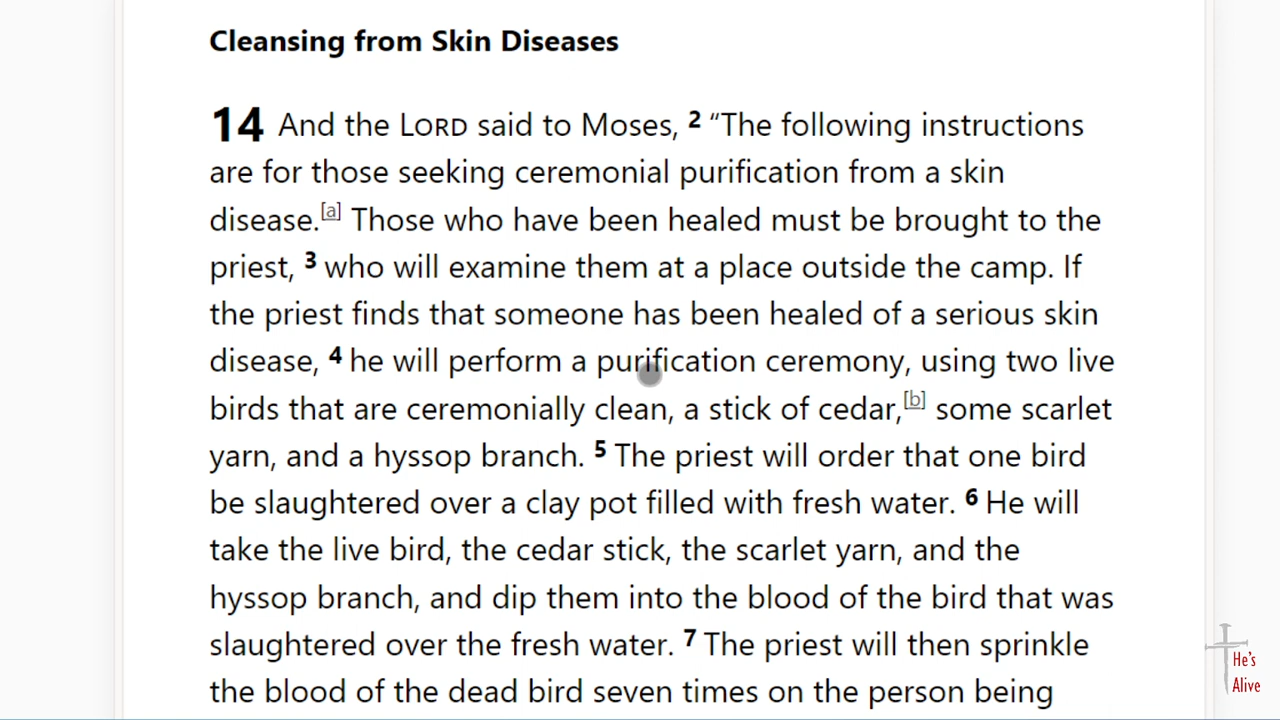 Cleansing from Skin Diseases
14 And the LORD said to Moses, 2 “The following instructions
are for those seeking ceremonial purification from a skin
disease.[a] Those who have been healed must be brought to the
priest, 3 who will examine them at a place outside the camp. If
the priest finds that someone has been healed of a serious skin
disease, 4 he will perform a purification ceremony, using two live
birds that are ceremonially clean, a stick of cedar,[b] some scarlet
yarn, and a hyssop branch. 5 The priest will order that one bird
be slaughtered over a clay pot filled with fresh water. 6 He will
take the live bird, the cedar stick, the scarlet yarn, and the
hyssop branch, and dip them into the blood of the bird that was
slaughtered over the fresh water. 7 The priest will then sprinkle
the blood of the dead bird seven times on the person being
He's
Alive